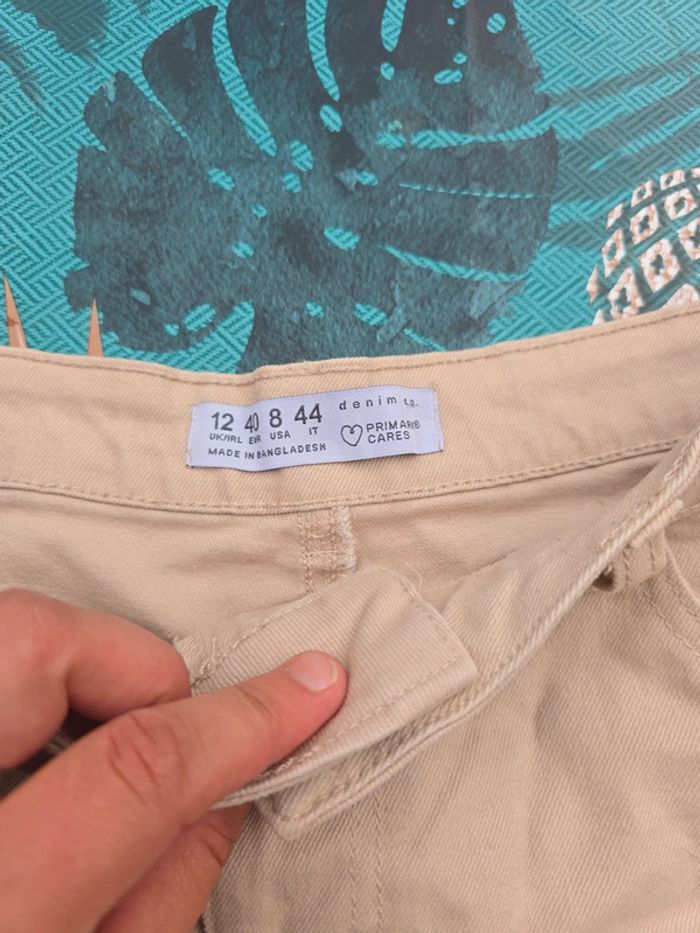 12 40 8 44 denim co.
UK/IRL EUR USA IT PRIMARK
MADE IN BANGLADESH CARES